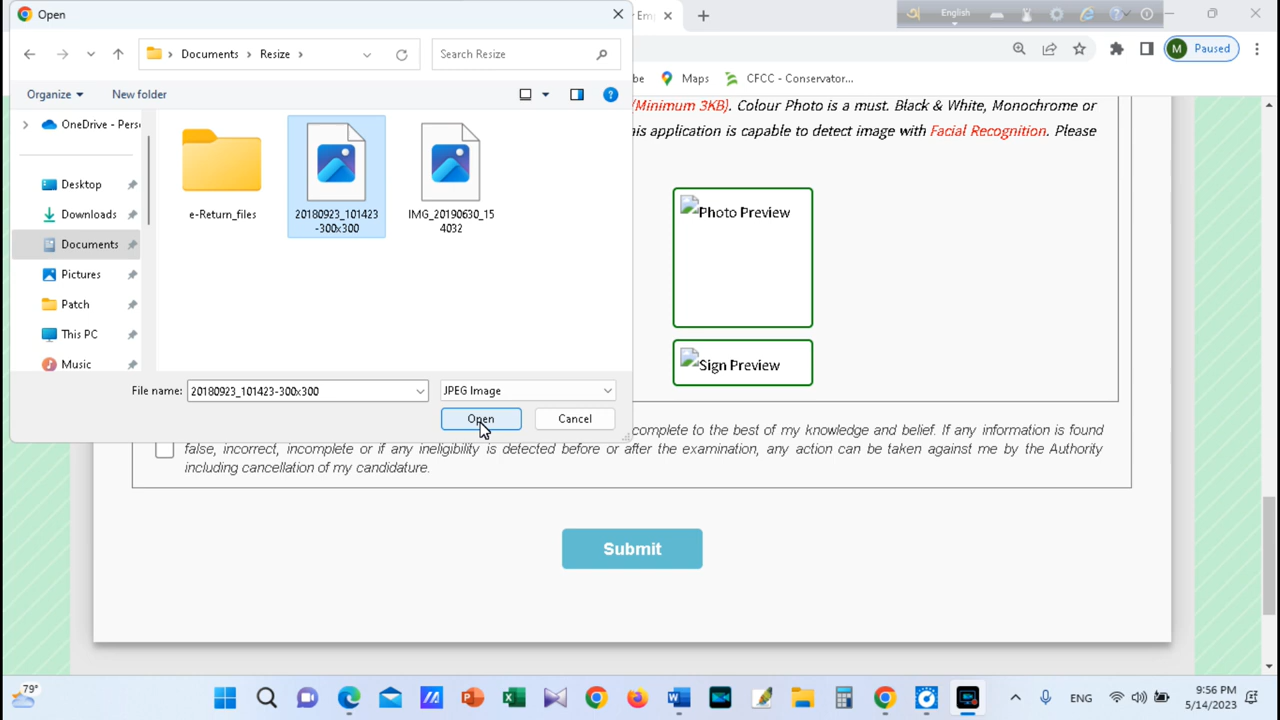 Open
Emp
English
Documents
Resize
Search Resize
M
Paused
be
Maps
CFCC - Conservator...
Organize
New folder
OneDrive - Pers
Desktop
Downloads
Documents
Pictures
Patch
This PC
Music
e-Return_files
20180923_101423
-300x300
IMG_20190630_15
4032
(Minimum 3KB). Colour Photo is a must. Black & White, Monochrome or
his application is capable to detect image with Facial Recognition. Please
Photo Preview
Sign Preview
File name:
20180923_101423-300x300
JPEG Image
Open
Cancel
complete to the best of my knowledge and belief. If any information is found
false, incorrect, incomplete or if any ineligibility is detected before or after the examination, any action can be taken against me by the Authority
including cancellation of my candidature.
Submit
79°
ENG
9:56 PM
5/14/2023